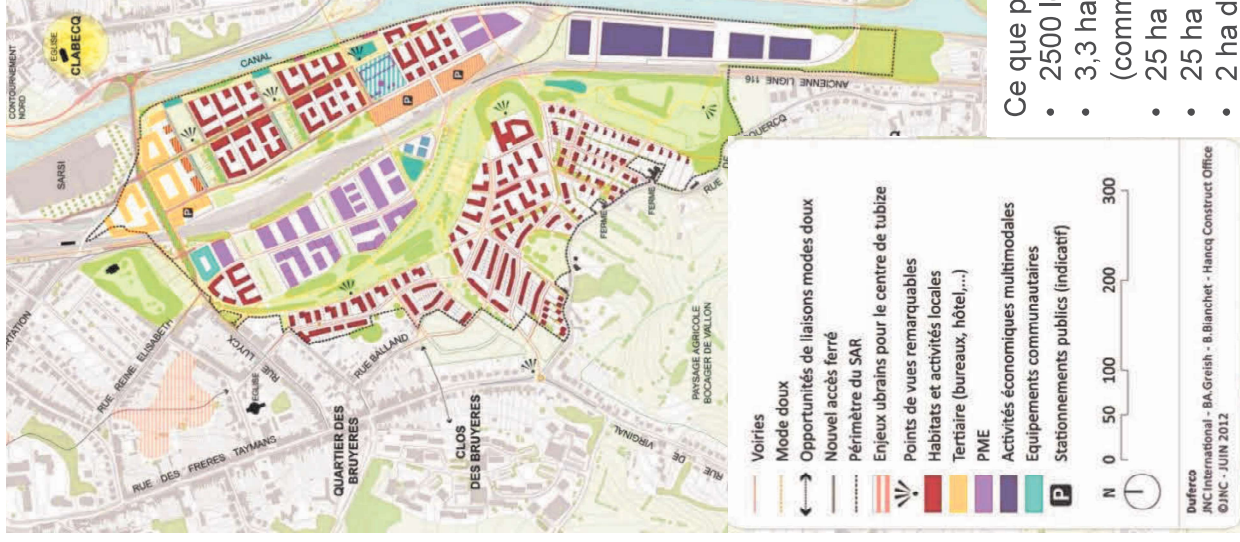 CONTOURNEMENT
NORD
EGLISE
CLABECQ
CANAL
SARSI
RUE REINE ELISABETH
RUE LUYCX
EGLISE
RUE DES FRERES TAYMANS
QUARTIER DES
BRUYERES
RUE BALLAND
CLOS
DES BRUYERES
PAYSAGE AGRICOLE
BOCAGER DE VALLON
RUE DE VIRGINAL
FERME
FERME
RUE DE
ANCIENNE LIGNE 116
P
P
Voiries
Mode doux
Opportunités de liaisons modes doux
Nouvel accès ferré
Périmètre du SAR
Enjeux ubrains pour le centre de tubize
Points de vues remarquables
Habitats et activités locales
Tertiaire (bureaux, hôtel,...)
PME
Activités économiques multimodales
Equipements communautaires
P Stationnements publics (indicatif)
N
0 50 100 200 300
Duferco
JNC International - BA.Greish - B.Bianchet - Hancq Construct Office
©JNC - JUIN 2012
Ce que
• 2500
• 3,3 ha
• 25 ha
• 25 ha
• 2 ha